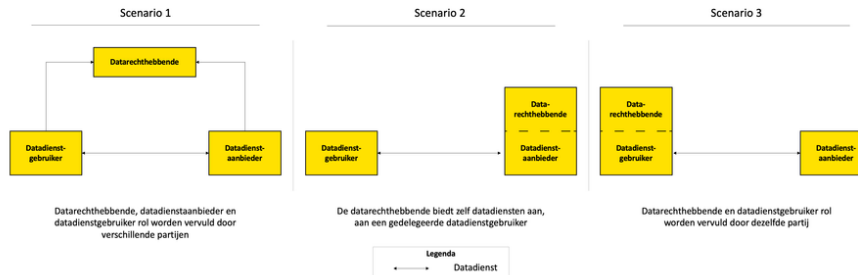 Scenario 1
Scenario 2
Scenario 3
Datarechthebbende
Datadienst-
gebruiker
Datadienst-
aanbieder
Datadienst-
gebruiker
Data-
rechthebbende
Datadienst-
aanbieder
Data-
rechthebbende
Datadienst-
gebruiker
Datadienst-
aanbieder
Datarechthebbende, datadienstaanbieder en
datadienstgebruiker rol worden vervuld door
verschillende partijen
De datarechthebbende biedt zelf datadiensten aan,
aan een gedelegeerde datadienstgebruiker
Datarechthebbende en datadienstgebruiker rol
worden vervuld door dezelfde partij
Legenda
Datadienst